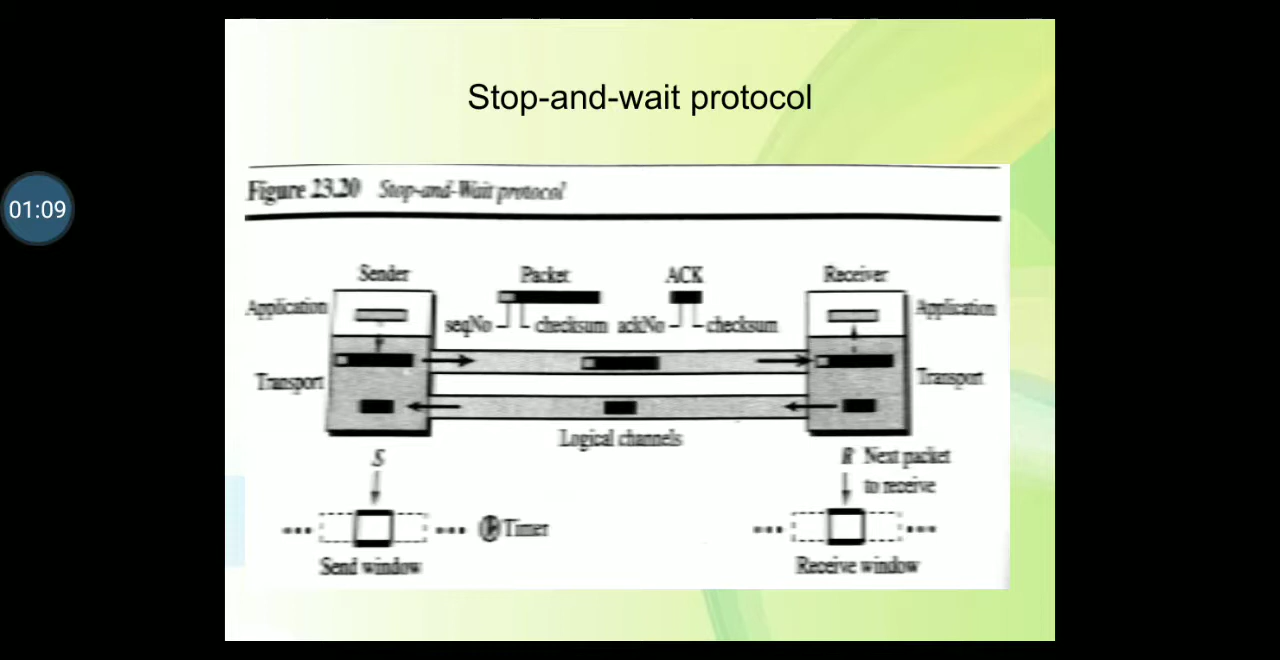 Stop-and-wait protocol
01:09
Figure 23.20 Stop-and-Wait protocol
Sender Packet ACK Receiver
Application Application
seqNo checksum ackNo checksum
Transport Transport
Logical channels
S R Next packet
to receive
Timer
Send window Receive window